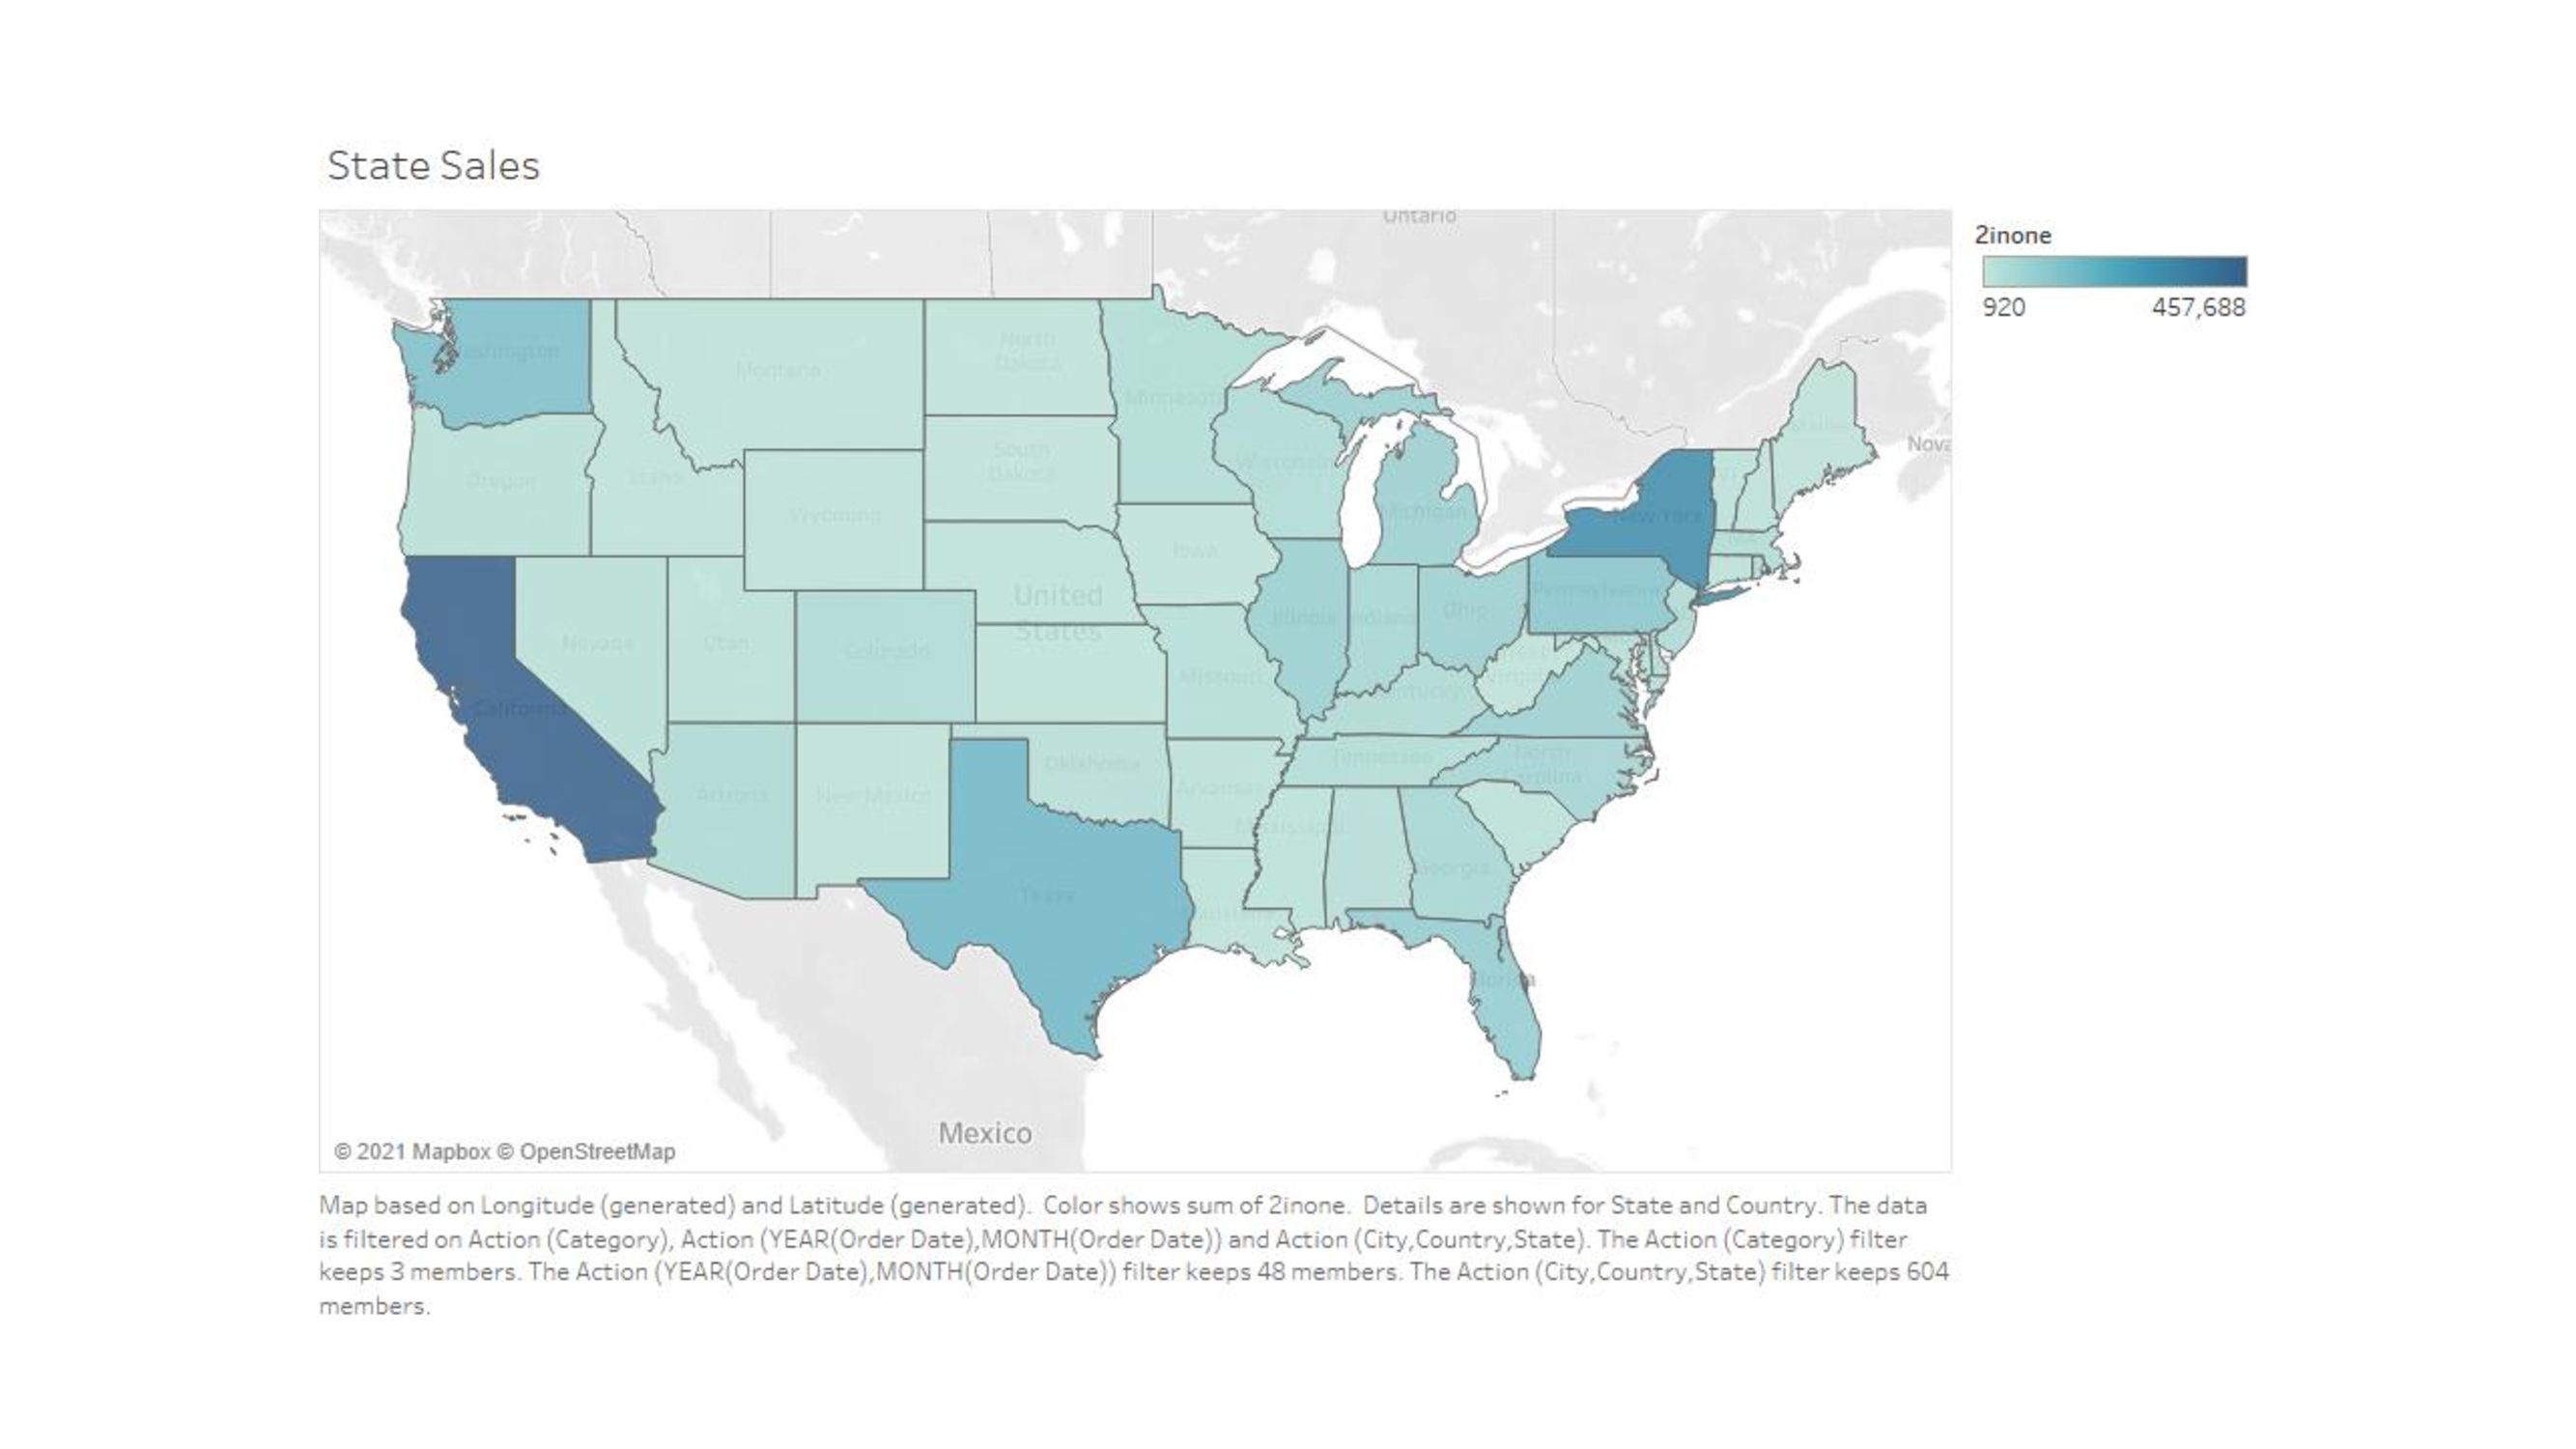 State Sales
Ontario
2inone
920 457,688
Washington
Montana
North
Dakota
Minnesota
Oregon
Idaho
Wyoming
South
Dakota
Wisconsin
Michigan
New York
Maine
Nova
Iowa
United
States
Nevada
Utah
Colorado
Illinois
Indiana
Ohio
Pennsylvania
West
Virginia
California
Missouri
Kentucky
Arizona
New Mexico
Oklahoma
Arkansas
Tennessee
North
Carolina
Mississippi
Texas
Louisiana
Georgia
Florida
Mexico
© 2021 Mapbox © OpenStreetMap
Map based on Longitude (generated) and Latitude (generated).  Color shows sum of 2inone.  Details are shown for State and Country. The data
is filtered on Action (Category), Action (YEAR(Order Date),MONTH(Order Date)) and Action (City,Country,State). The Action (Category) filter
keeps 3 members. The Action (YEAR(Order Date),MONTH(Order Date)) filter keeps 48 members. The Action (City,Country,State) filter keeps 604
members.